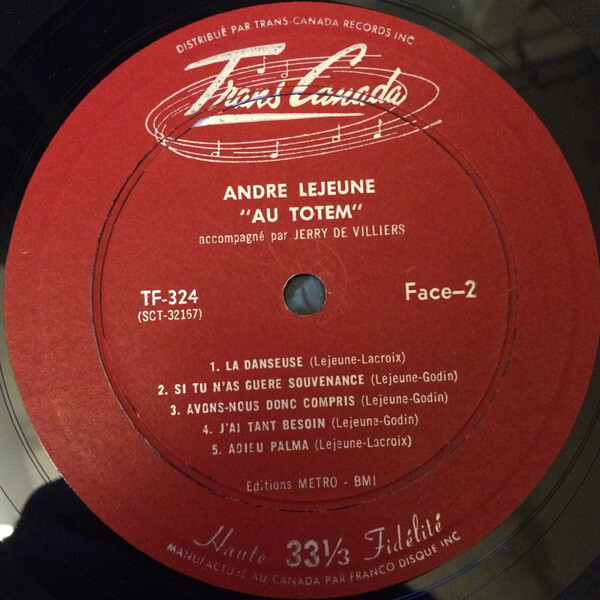 DISTRIBUÉ PAR TRANS-CANADA RECORDS INC
Trans Canada
ANDRE LEJEUNE
"AU TOTEM"
accompagné par JERRY DE VILLIERS
TF-324
(SCT-32167)
Face-2
1. LA DANSEUSE (Lejeune-Lacroix)
2. SI TU N'AS GUERE SOUVENANCE (Lejeune-Godin)
3. AVONS-NOUS DONC COMPRIS (Lejeune-Godin)
4. J'AI TANT BESOIN (Lejeune-Godin)
5. ADIEU PALMA (Lejeune-Lacroix)
Editions METRO - BMI
Haute 33⅓ Fidélité
MANUFACTURÉ AU CANADA PAR FRANCO DISQUE INC